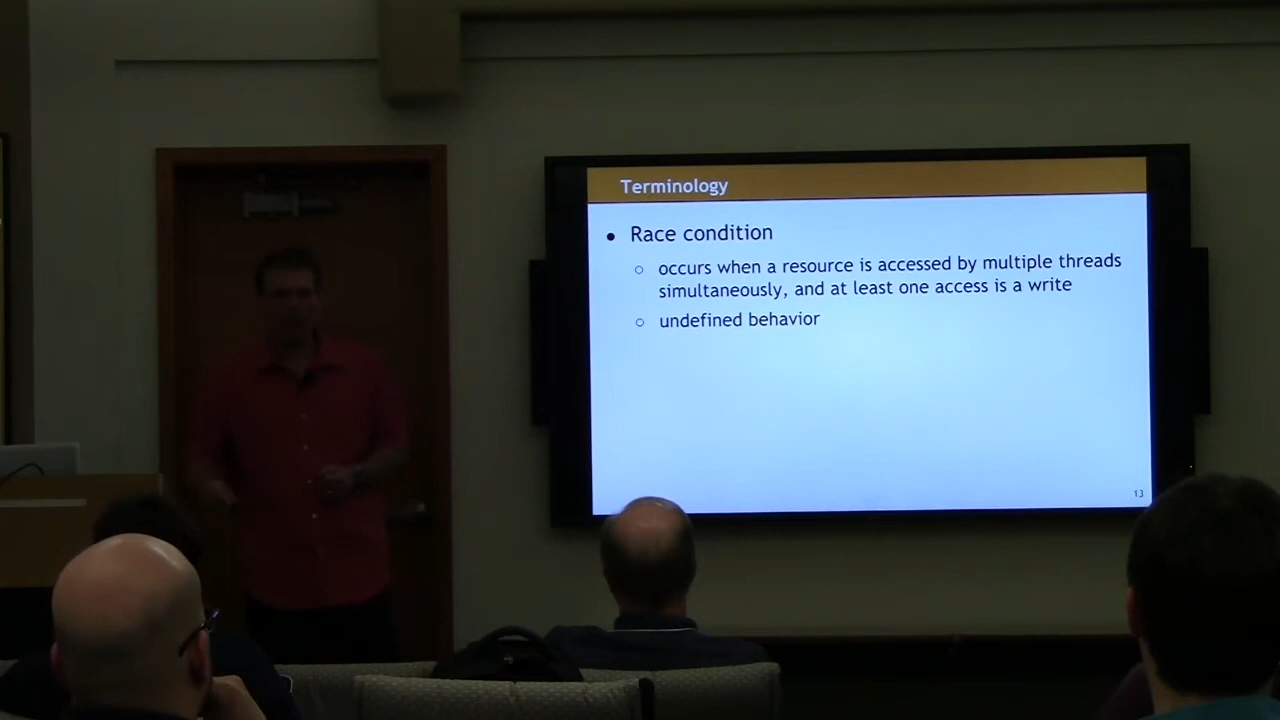 Terminology
● Race condition
○ occurs when a resource is accessed by multiple threads
simultaneously, and at least one access is a write
○ undefined behavior
13